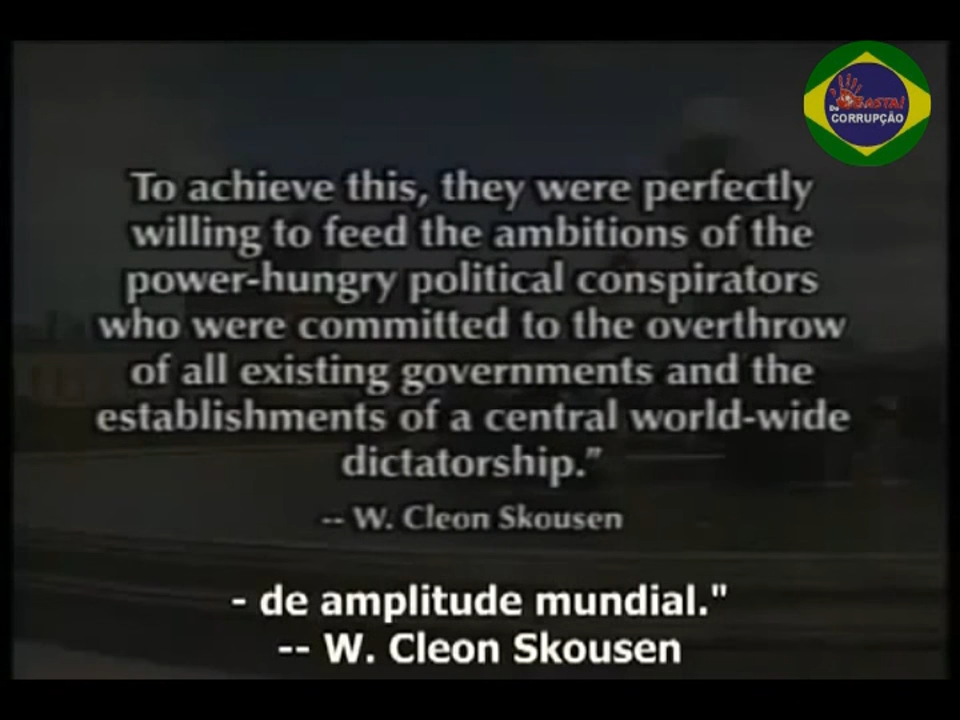 Du BASTA!
CORRUPÇÃO
To achieve this, they were perfectly
willing to feed the ambitions of the
power-hungry political conspirators
who were committed to the overthrow
of all existing governments and the
establishments of a central world-wide
dictatorship.”
-- W. Cleon Skousen
- de amplitude mundial."
-- W. Cleon Skousen